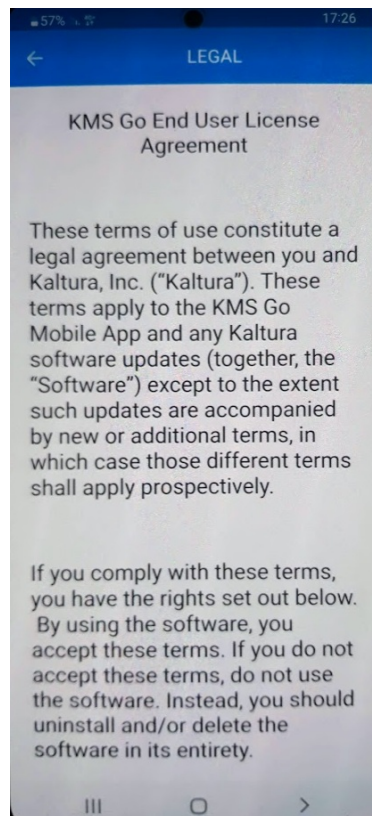 57% 17:26
LEGAL
KMS Go End User License
Agreement
These terms of use constitute a
legal agreement between you and
Kaltura, Inc. (“Kaltura”). These
terms apply to the KMS Go
Mobile App and any Kaltura
software updates (together, the
“Software”) except to the extent
such updates are accompanied
by new or additional terms, in
which case those different terms
shall apply prospectively.
If you comply with these terms,
you have the rights set out below.
By using the software, you
accept these terms. If you do not
accept these terms, do not use
the software. Instead, you should
uninstall and/or delete the
software in its entirety.